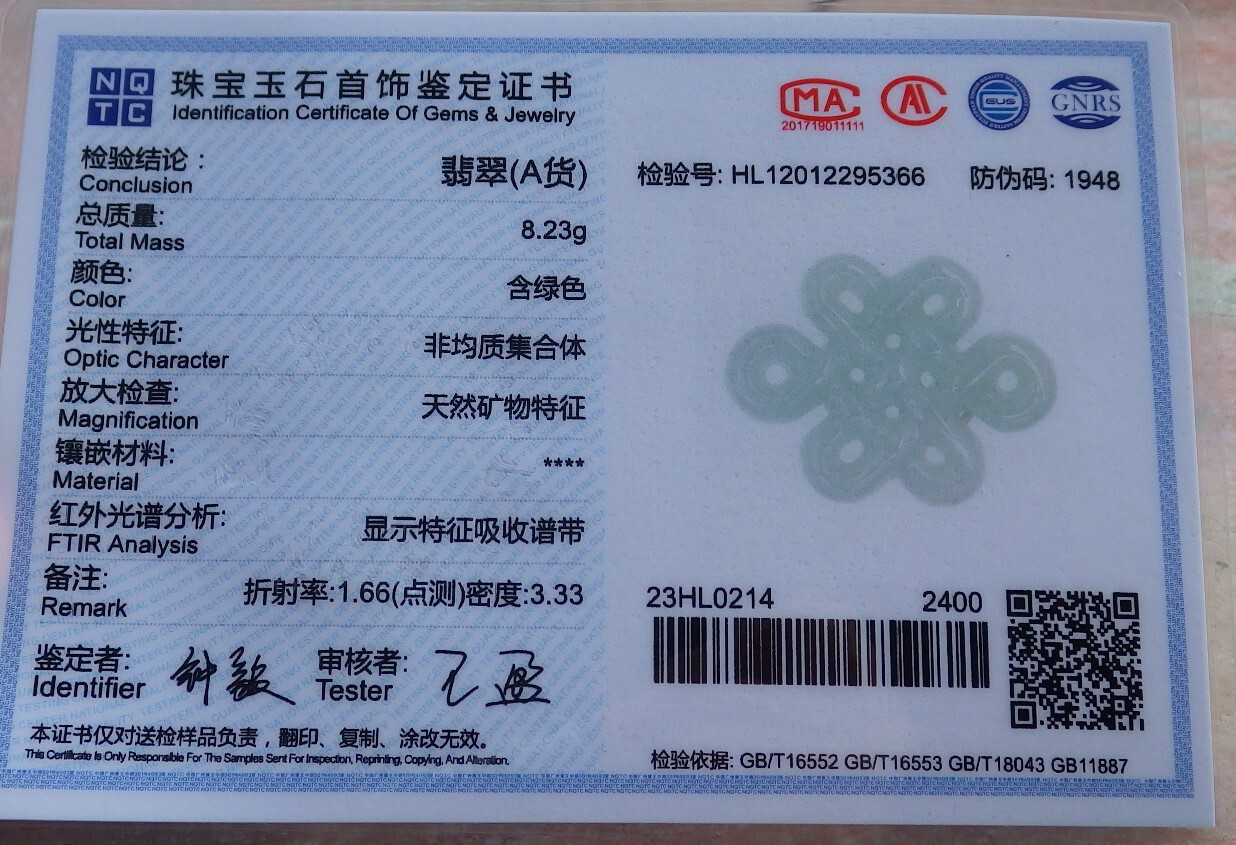 NQ
TC
珠宝玉石首饰鉴定证书
Identification Certificate Of Gems & Jewelry
检验结论：
Conclusion
翡翠(A货)
总质量:
Total Mass
8.23g
颜色:
Color
含绿色
光性特征:
Optic Character
非均质集合体
放大检查:
Magnification
天然矿物特征
镶嵌材料:
Material
****
红外光谱分析:
FTIR Analysis
显示特征吸收谱带
备注:
Remark
折射率:1.66(点测)密度:3.33
鉴定者:
Identifier
审核者:
Tester
本证书仅对送检样品负责，翻印、复制、涂改无效。
This Certificate Is Only Responsible For The Samples Sent For Inspection, Reprinting, Copying, And Alteration.
MA
201719011111
CAL
CUS
GNRS
检验号: HL12012295366
防伪码: 1948
23HL0214
2400
检验依据: GB/T16552 GB/T16553 GB/T18043 GB11887